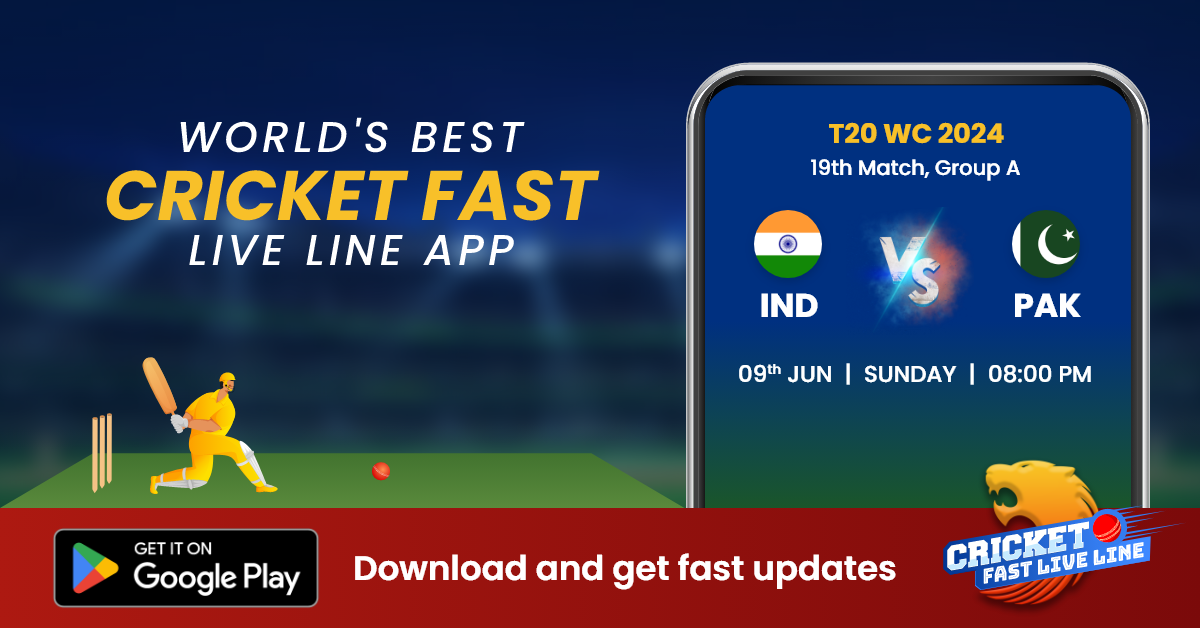 WORLD'S BEST
CRICKET FAST
LIVE LINE APP
T20 WC 2024
19th Match, Group A
VS
IND
PAK
09th JUN | SUNDAY | 08:00 PM
GET IT ON
Google Play
Download and get fast updates
CRICKET
FAST LIVE LINE